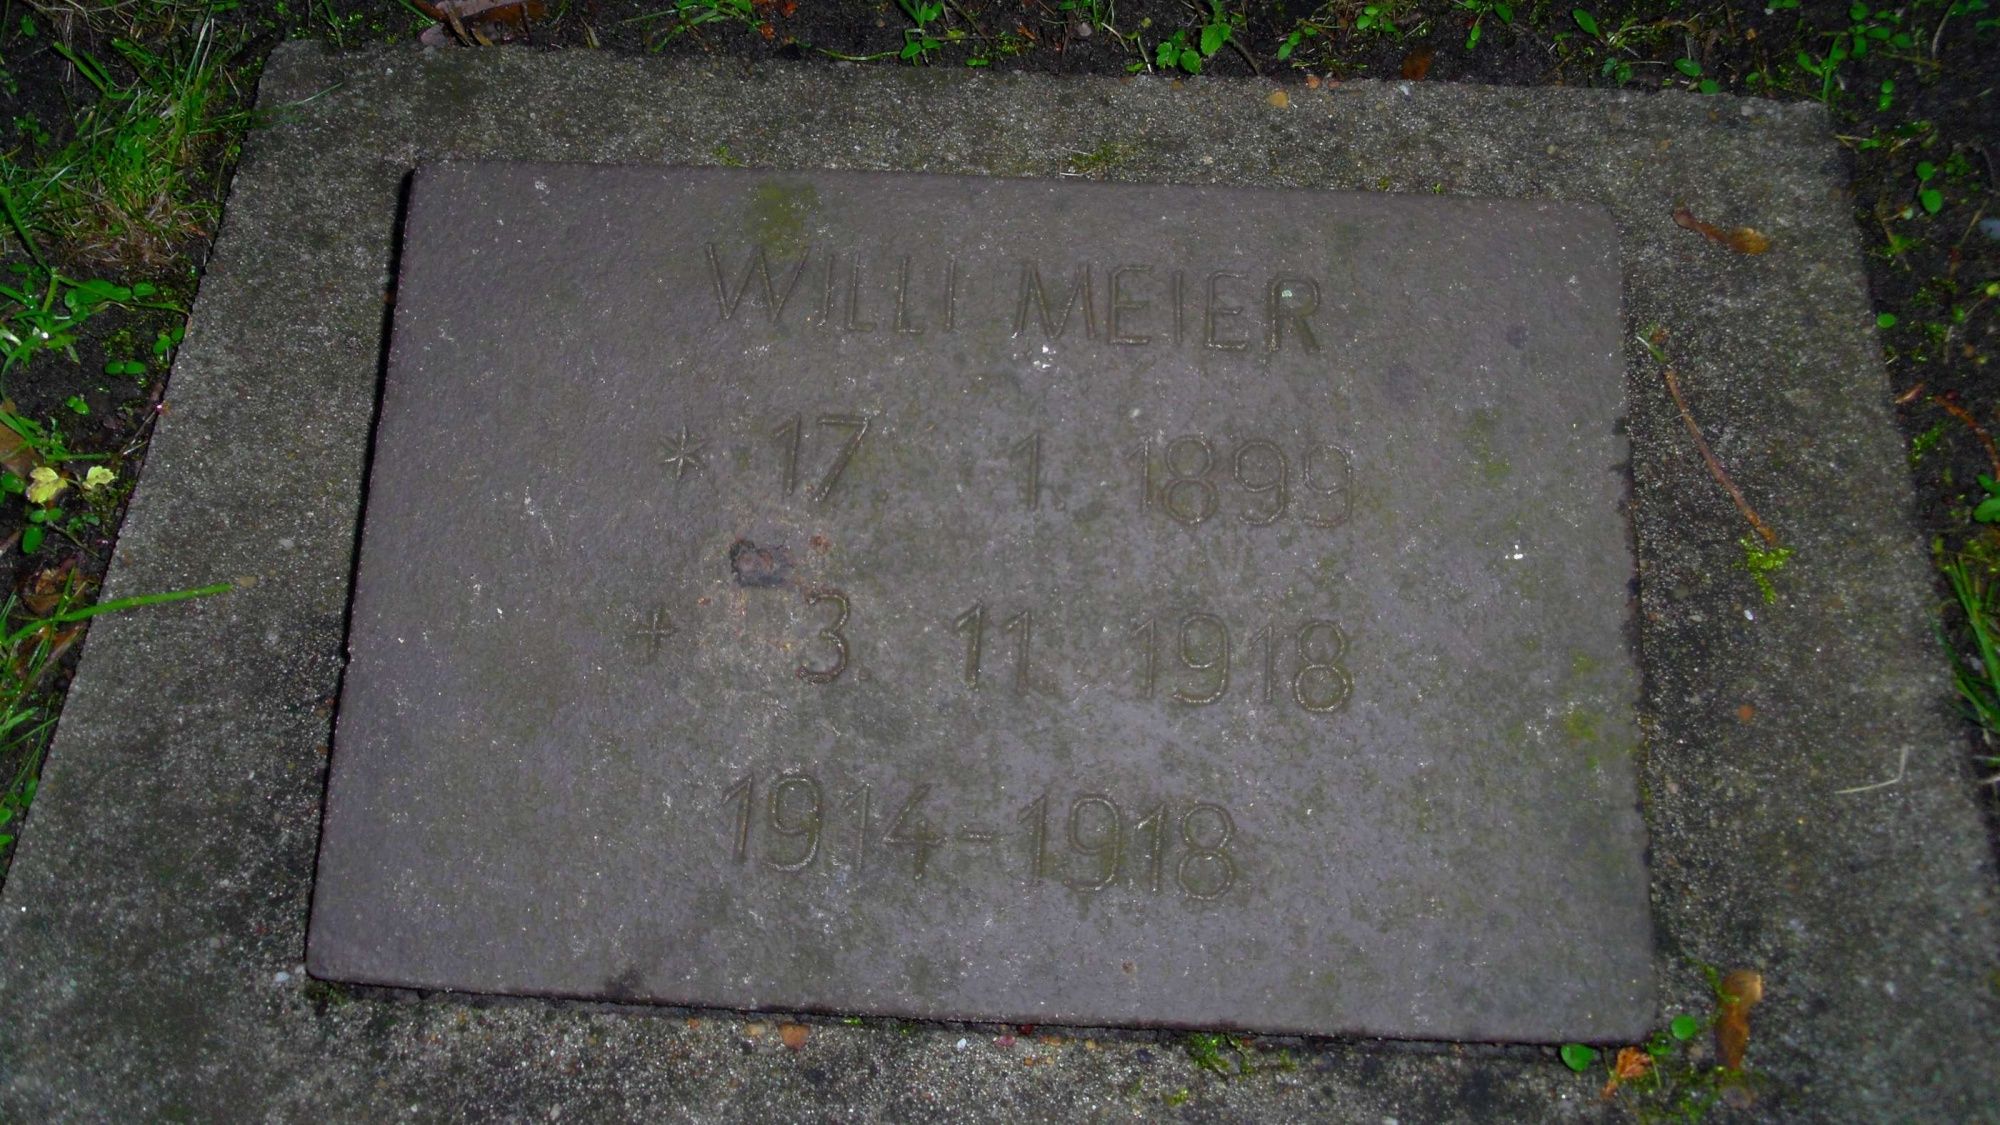 WILLI MEIER
* 17. 1. 1899
+ 3. 11. 1918
1914-1918